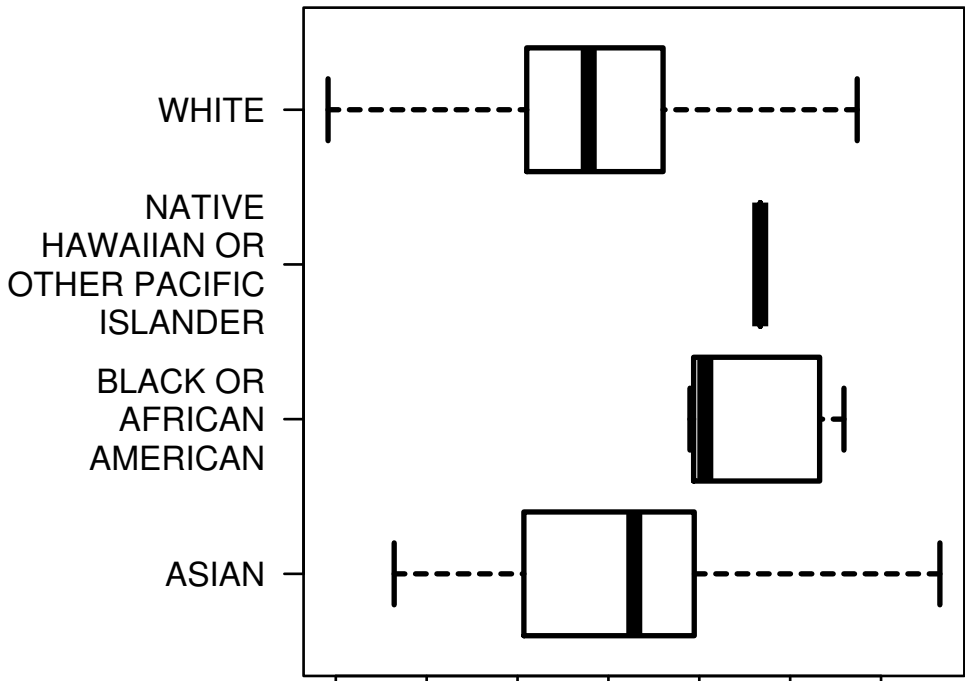 WHITE
NATIVE
HAWAIIAN OR
OTHER PACIFIC
ISLANDER
BLACK OR
AFRICAN
AMERICAN
ASIAN